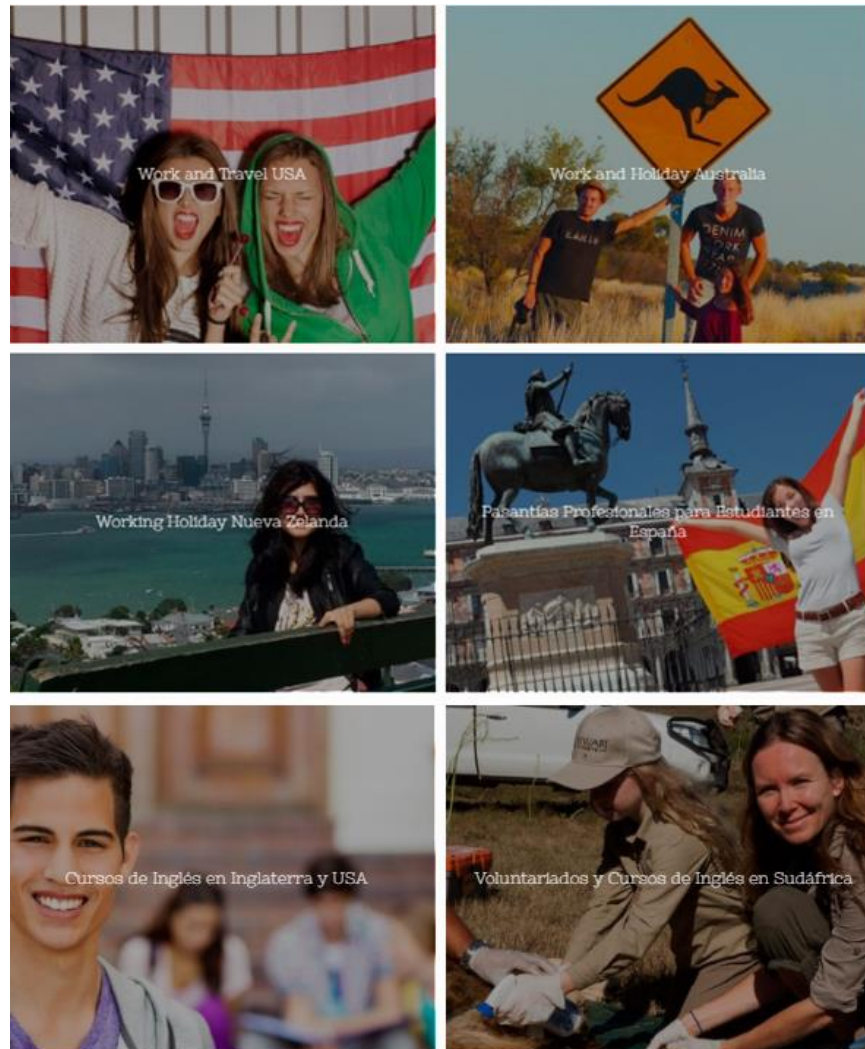 Work and Travel USA
Work and Holiday Australia
DENIM
Working Holiday Nueva Zelanda
Pasantías Profesionales para Estudiantes en
España
Cursos de Inglés en Inglaterra y USA
Voluntariados y Cursos de Inglés en Sudáfrica